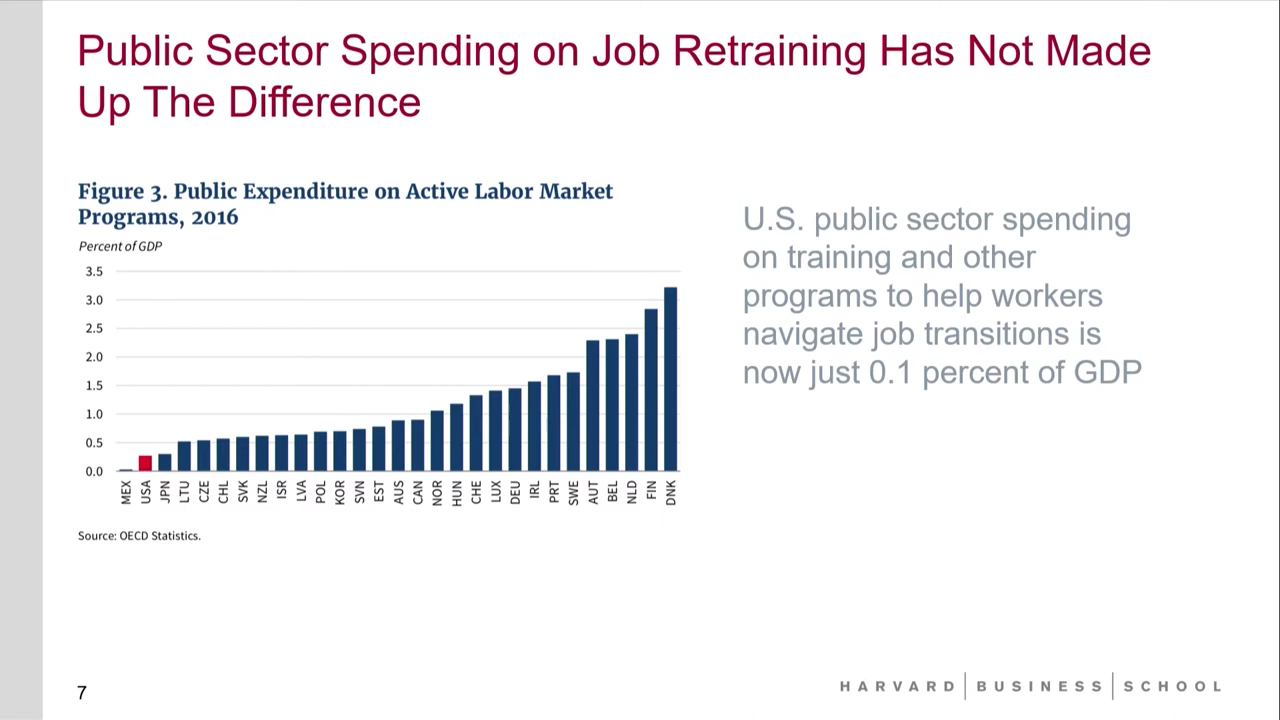 Public Sector Spending on Job Retraining Has Not Made
Up The Difference
Figure 3. Public Expenditure on Active Labor Market
Programs, 2016
Percent of GDP
3.5
3.0
2.5
2.0
1.5
1.0
0.5
0.0
MEX USA JPN LTU CZE CHL SVK NZL ISR LVA POL KOR SVN EST AUS CAN NOR HUN CHE LUX DEU IRL PRT SWE AUT BEL NLD FIN DNK
Source: OECD Statistics.
U.S. public sector spending
on training and other
programs to help workers
navigate job transitions is
now just 0.1 percent of GDP
7
HARVARD BUSINESS SCHOOL